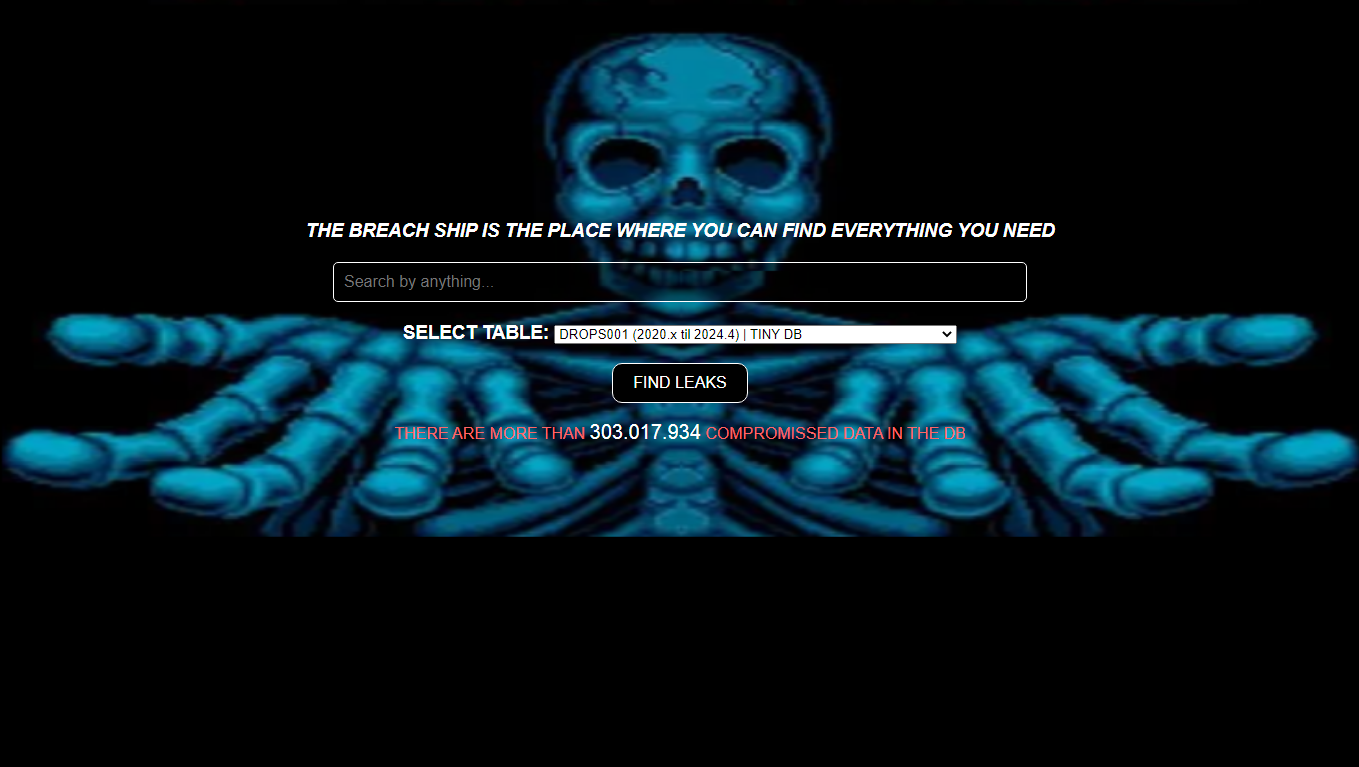 THE BREACH SHIP IS THE PLACE WHERE YOU CAN FIND EVERYTHING YOU NEED
Search by anything...
SELECT TABLE: DROPS001 (2020.x til 2024.4) | TINY DB
FIND LEAKS
THERE ARE MORE THAN 303.017.934 COMPROMISSED DATA IN THE DB